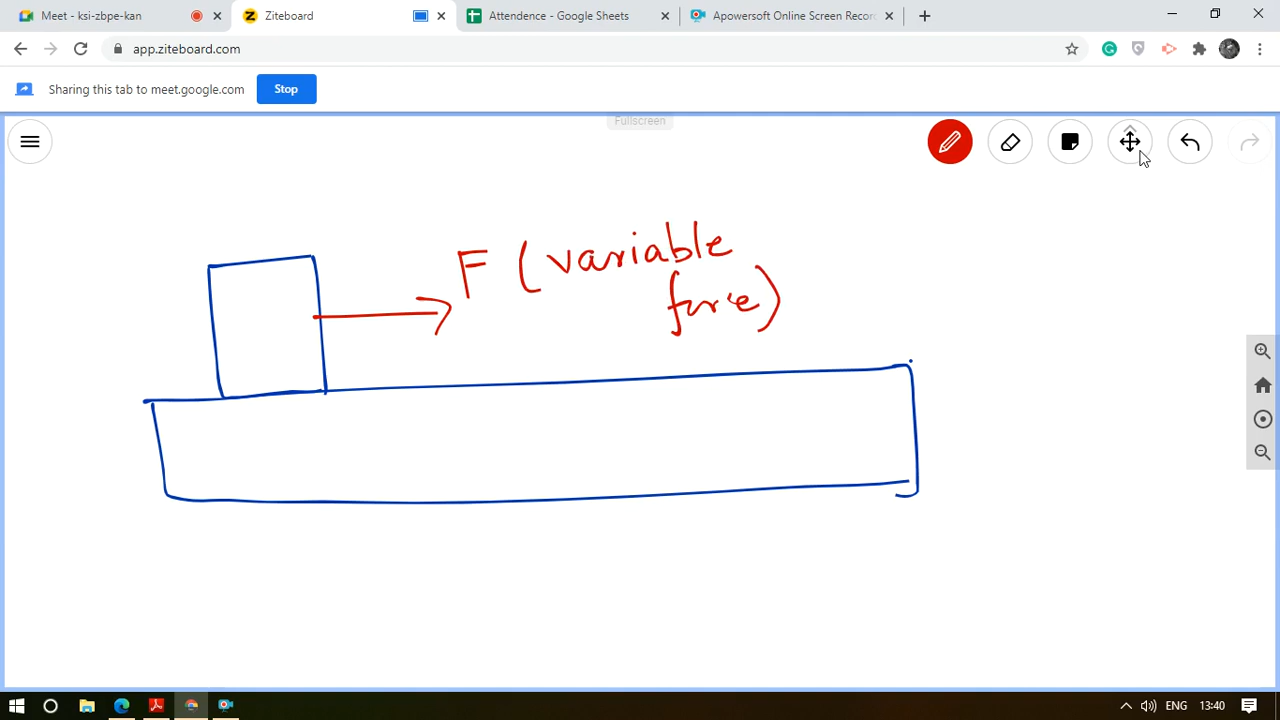 Meet - ksi-zbpe-kan
Ziteboard
Attendence - Google Sheets
Apowersoft Online Screen Recor
app.ziteboard.com
Sharing this tab to meet.google.com
Stop
Fullscreen
F (variable
force)
ENG
13:40